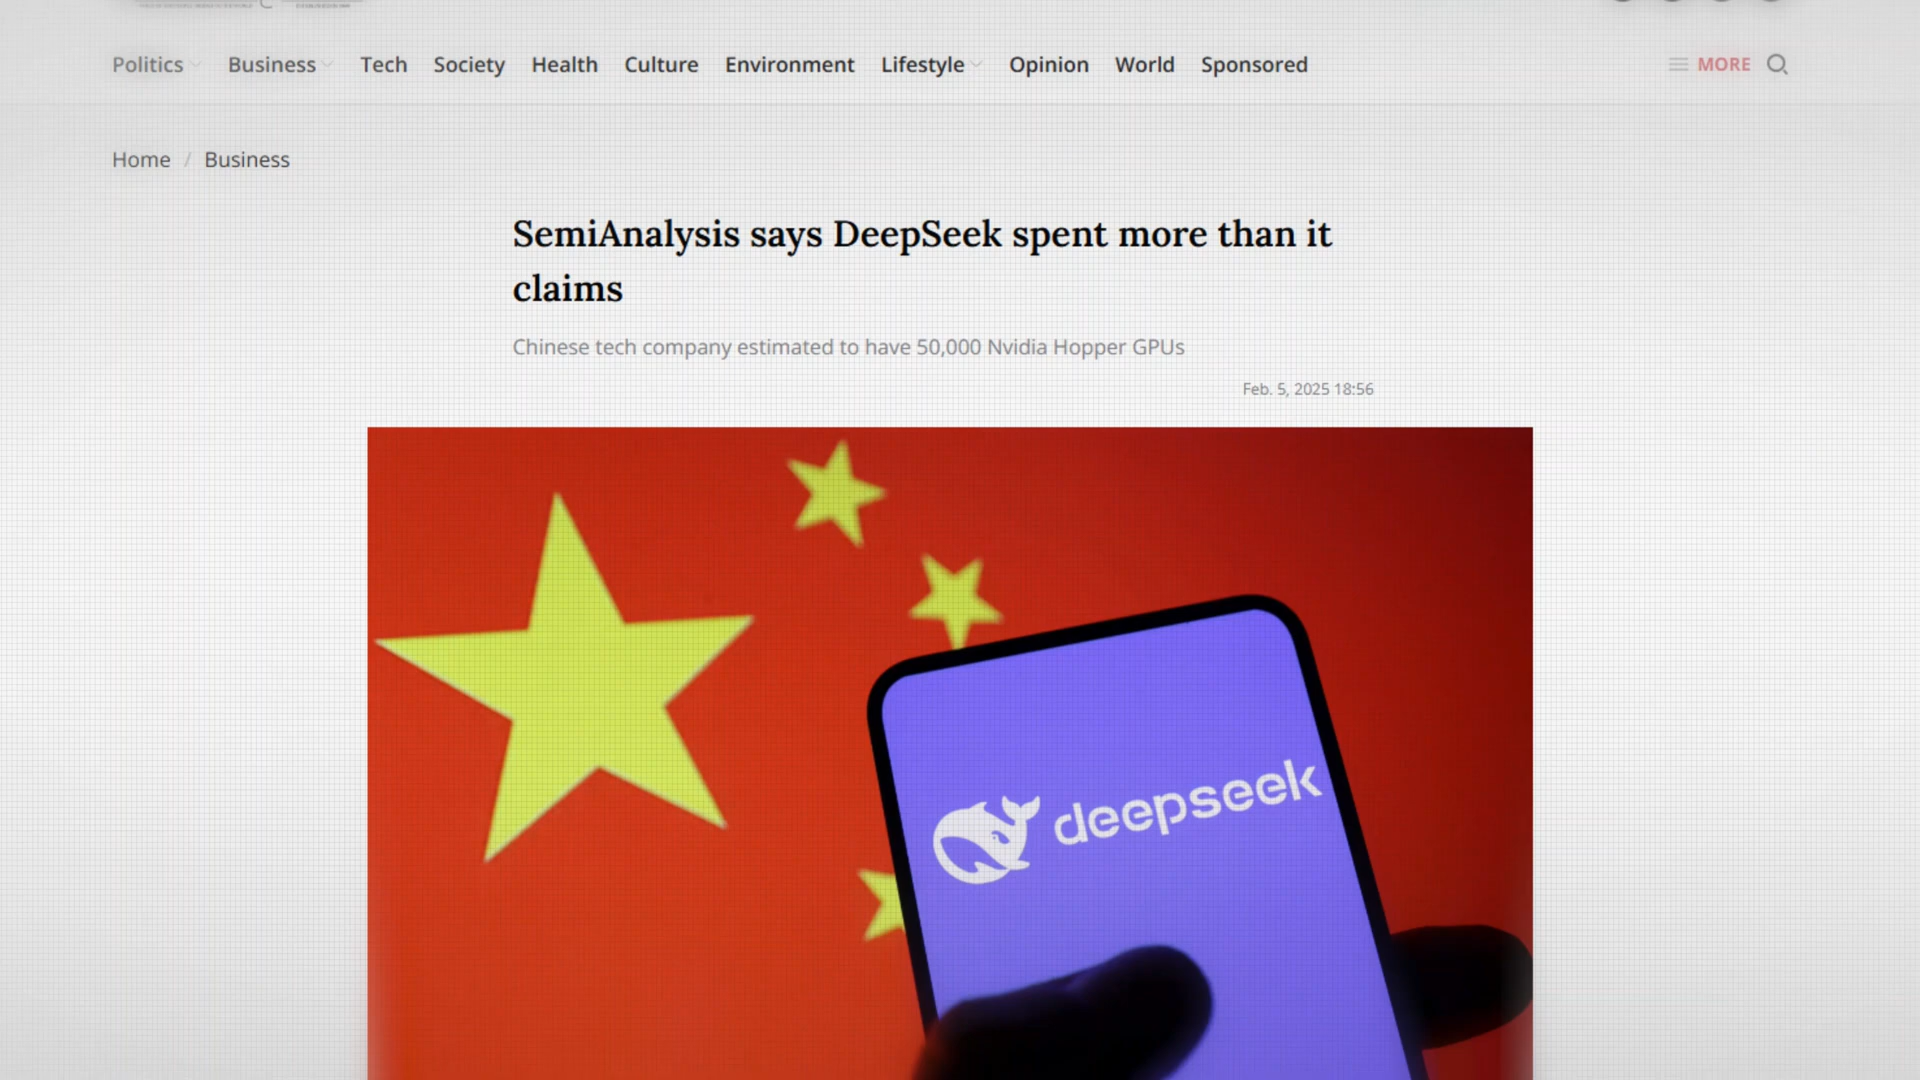 Politics Business Tech Society Health Culture Environment Lifestyle Opinion World Sponsored MORE
Home / Business
SemiAnalysis says DeepSeek spent more than it
claims
Chinese tech company estimated to have 50,000 Nvidia Hopper GPUs
Feb. 5, 2025 18:56
deepseek